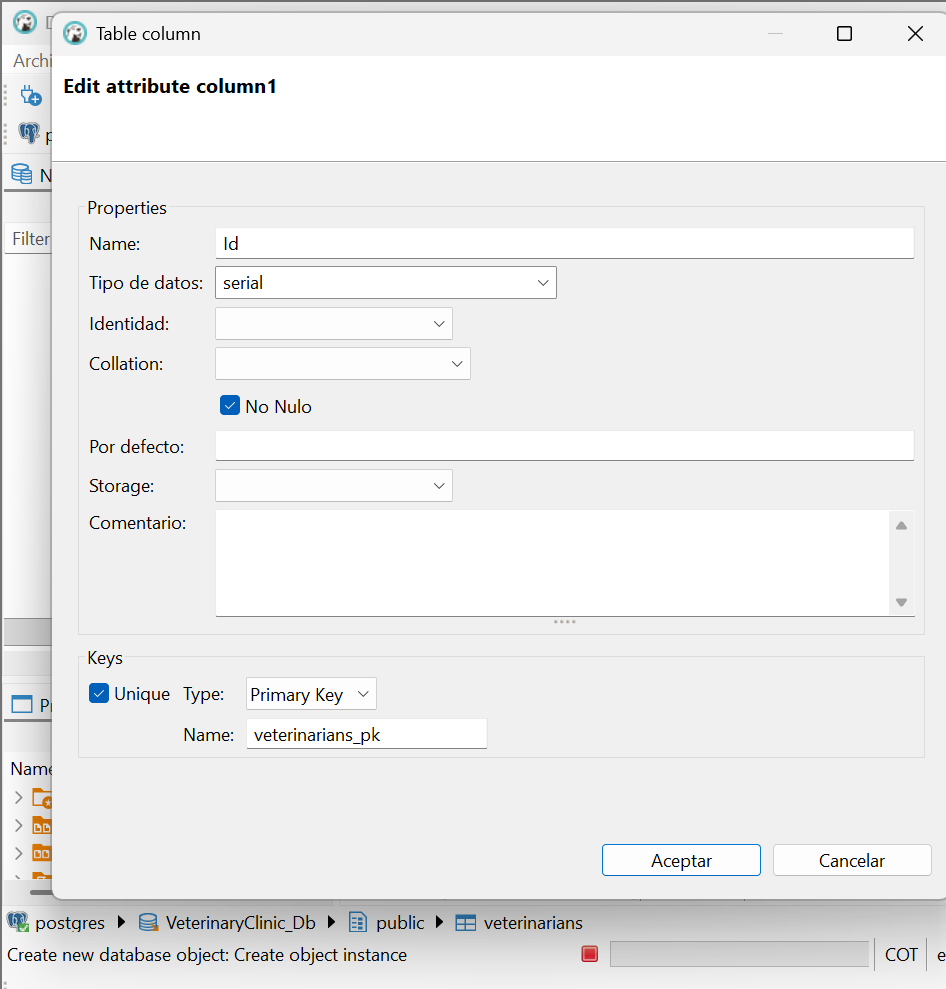 Table column
Archi
Edit attribute column1
N
Filter
Properties
Name: Id
Tipo de datos: serial
Identidad:
Collation:
No Nulo
Por defecto:
Storage:
Comentario:
Keys
Unique Type: Primary Key
Name: veterinarians_pk
Name
Aceptar Cancelar
postgres VeterinaryClinic_Db public veterinarians
Create new database object: Create object instance COT e